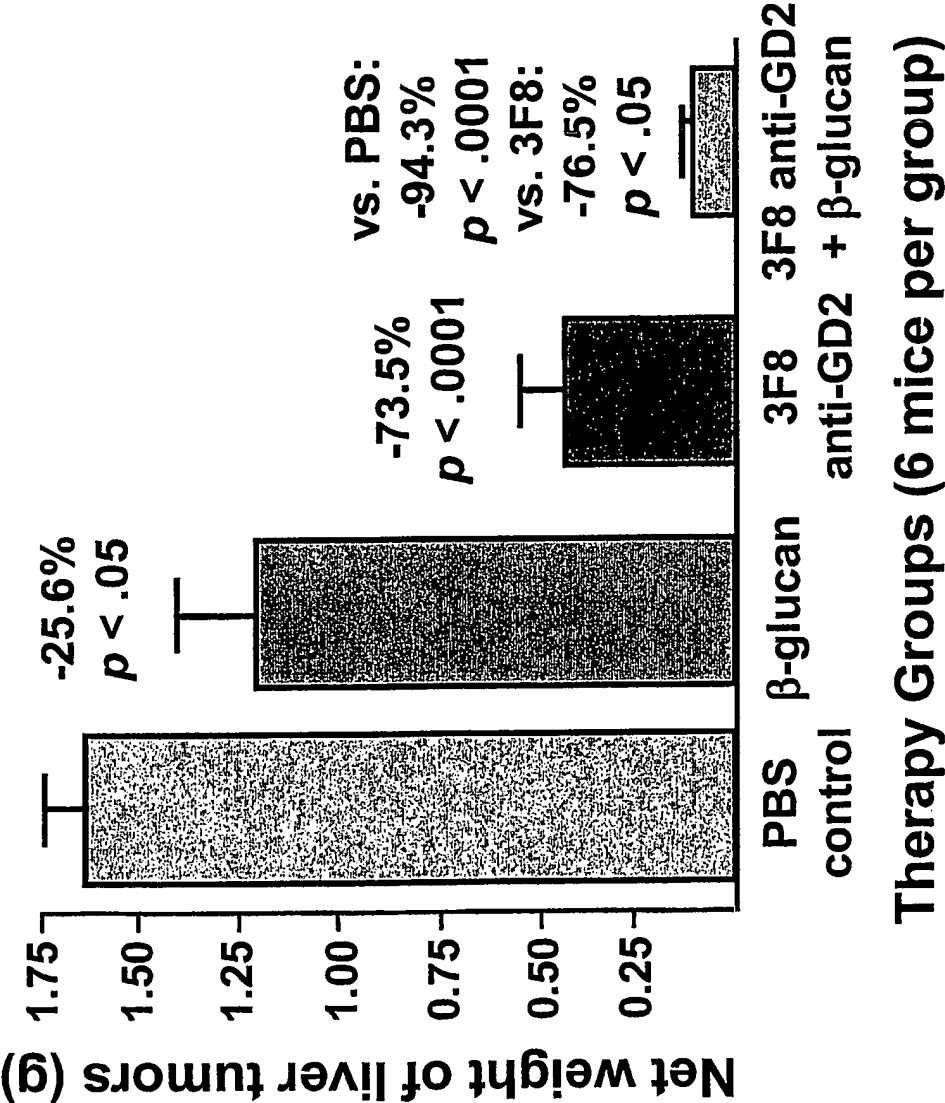 Net weight of liver tumors (g)
1.75
1.50
1.25
1.00
0.75
0.50
0.25
-25.6%
p < .05
-73.5%
p < .0001
vs. PBS:
-94.3%
p < .0001
vs. 3F8:
-76.5%
p < .05
PBS
control
β-glucan
3F8
anti-GD2
3F8 anti-GD2
+ β-glucan
Therapy Groups (6 mice per group)